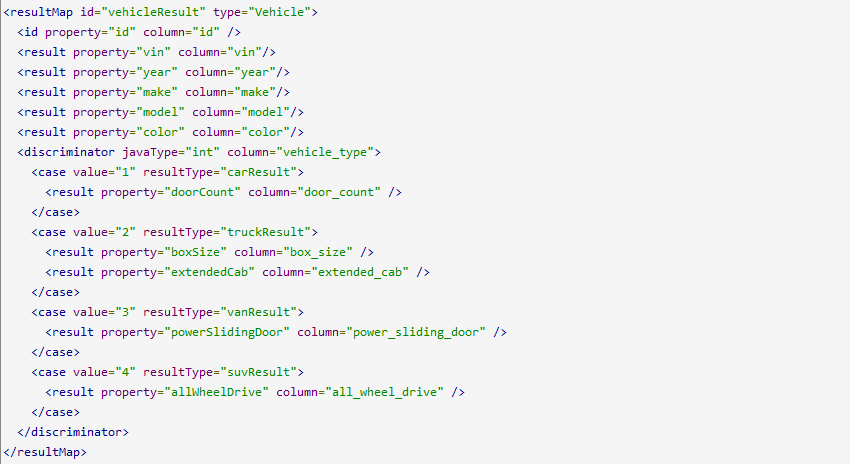 <resultMap id="vehicleResult" type="Vehicle">
  <id property="id" column="id" />
  <result property="vin" column="vin"/>
  <result property="year" column="year"/>
  <result property="make" column="make"/>
  <result property="model" column="model"/>
  <result property="color" column="color"/>
  <discriminator javaType="int" column="vehicle_type">
    <case value="1" resultType="carResult">
      <result property="doorCount" column="door_count" />
    </case>
    <case value="2" resultType="truckResult">
      <result property="boxSize" column="box_size" />
      <result property="extendedCab" column="extended_cab" />
    </case>
    <case value="3" resultType="vanResult">
      <result property="powerSlidingDoor" column="power_sliding_door" />
    </case>
    <case value="4" resultType="suvResult">
      <result property="allWheelDrive" column="all_wheel_drive" />
    </case>
  </discriminator>
</resultMap>